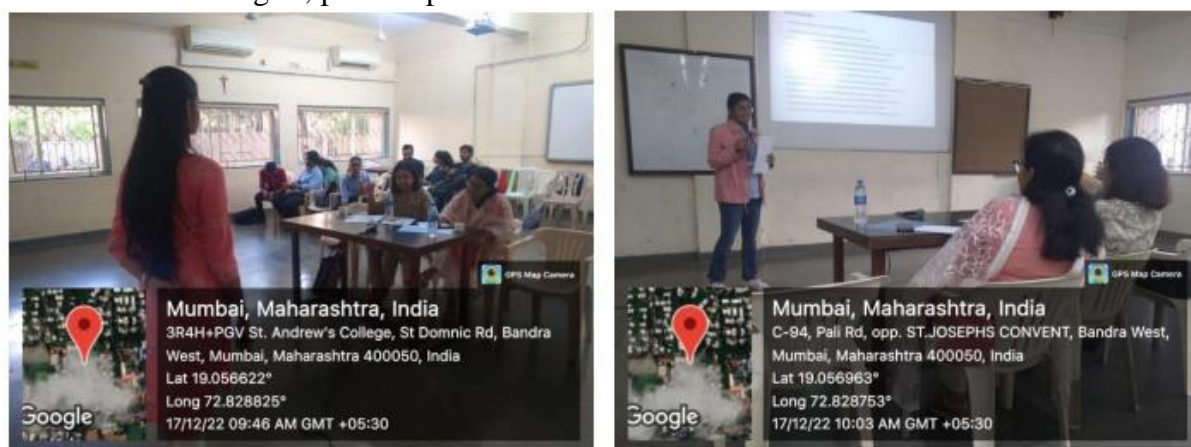 GPS Map Camera
Mumbai, Maharashtra, India
3R4H+PGV St. Andrew's College, St Domnic Rd, Bandra
West, Mumbai, Maharashtra 400050, India
Lat 19.056622°
Long 72.828825°
17/12/22 09:46 AM GMT +05:30
Google
GPS Map Camera
Mumbai, Maharashtra, India
C-94, Pali Rd, opp. ST.JOSEPHS CONVENT, Bandra West,
Mumbai, Maharashtra 400050, India
Lat 19.056963°
Long 72.828753°
17/12/22 10:03 AM GMT +05:30
Google